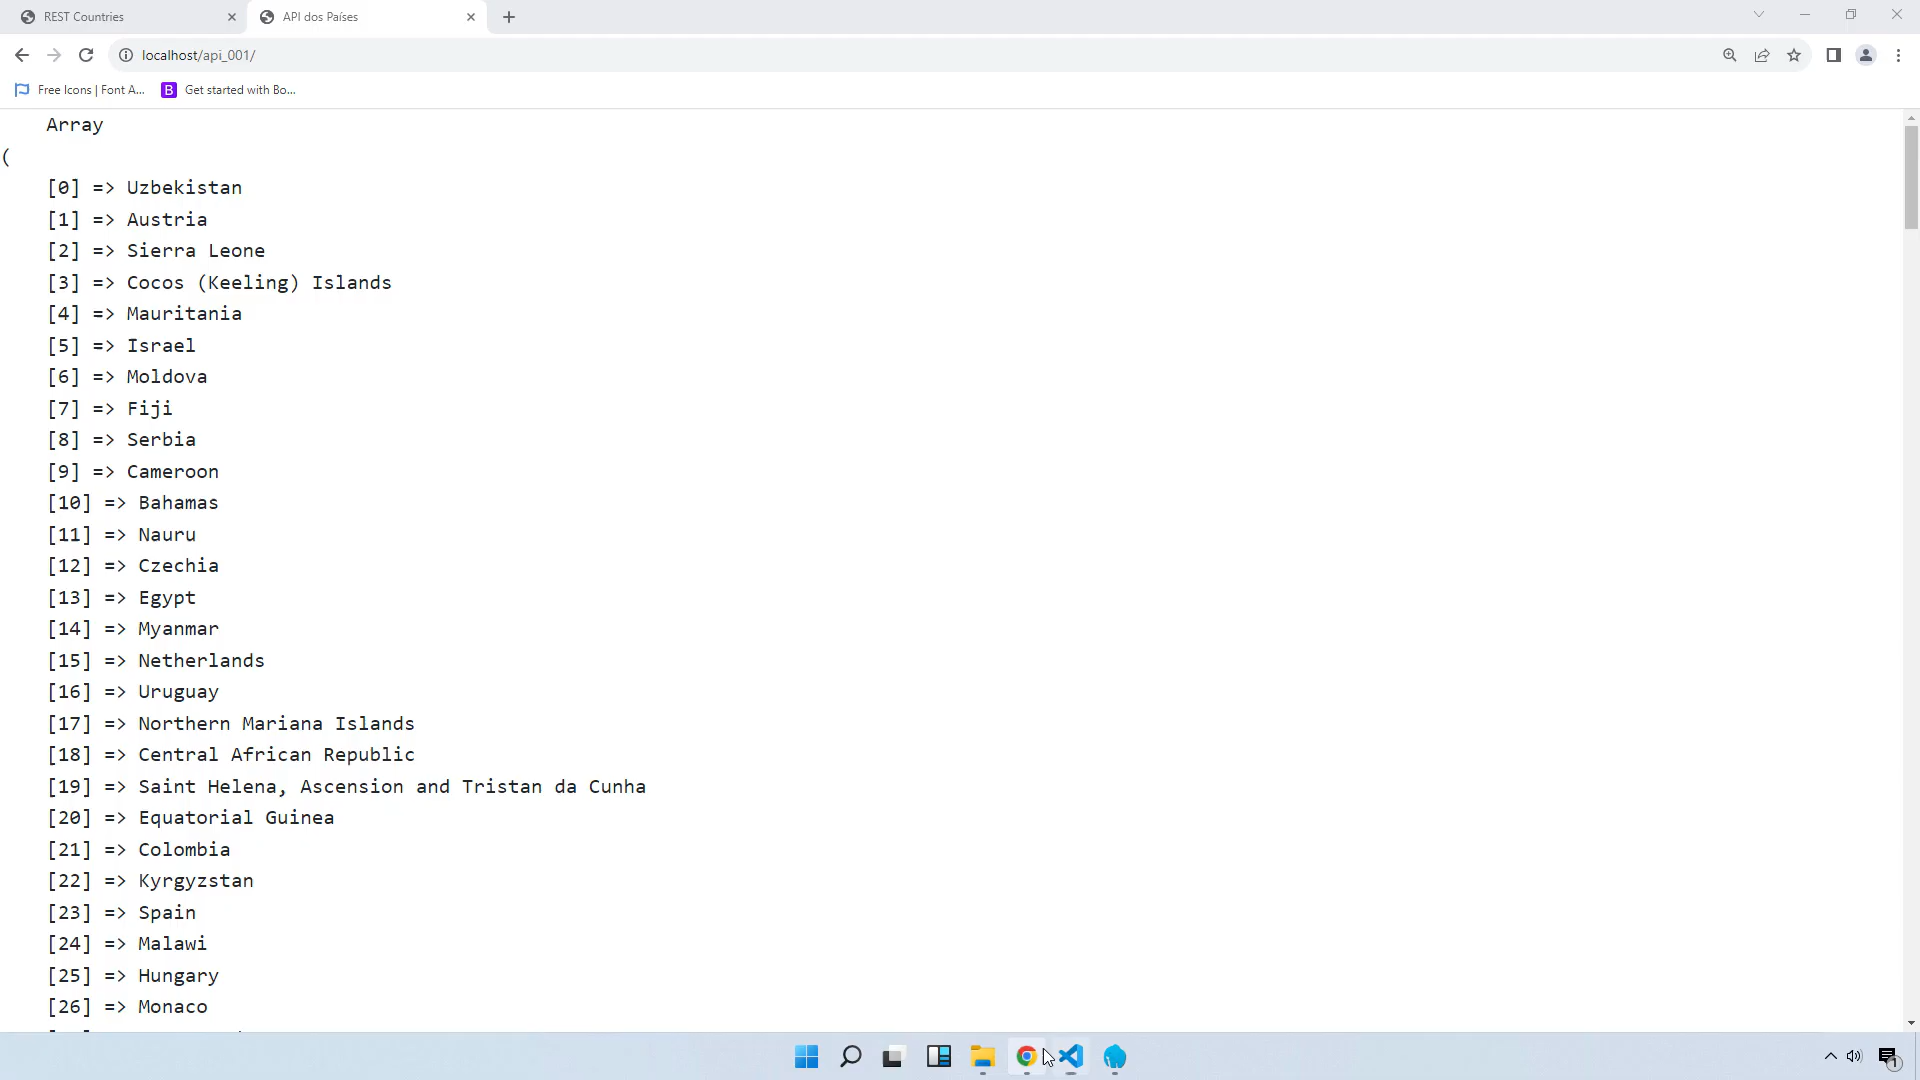 REST Countries
API dos Países
localhost/api_001/
Free Icons | Font A...
B Get started with Bo...
Array
(
[0] => Uzbekistan
[1] => Austria
[2] => Sierra Leone
[3] => Cocos (Keeling) Islands
[4] => Mauritania
[5] => Israel
[6] => Moldova
[7] => Fiji
[8] => Serbia
[9] => Cameroon
[10] => Bahamas
[11] => Nauru
[12] => Czechia
[13] => Egypt
[14] => Myanmar
[15] => Netherlands
[16] => Uruguay
[17] => Northern Mariana Islands
[18] => Central African Republic
[19] => Saint Helena, Ascension and Tristan da Cunha
[20] => Equatorial Guinea
[21] => Colombia
[22] => Kyrgyzstan
[23] => Spain
[24] => Malawi
[25] => Hungary
[26] => Monaco
1